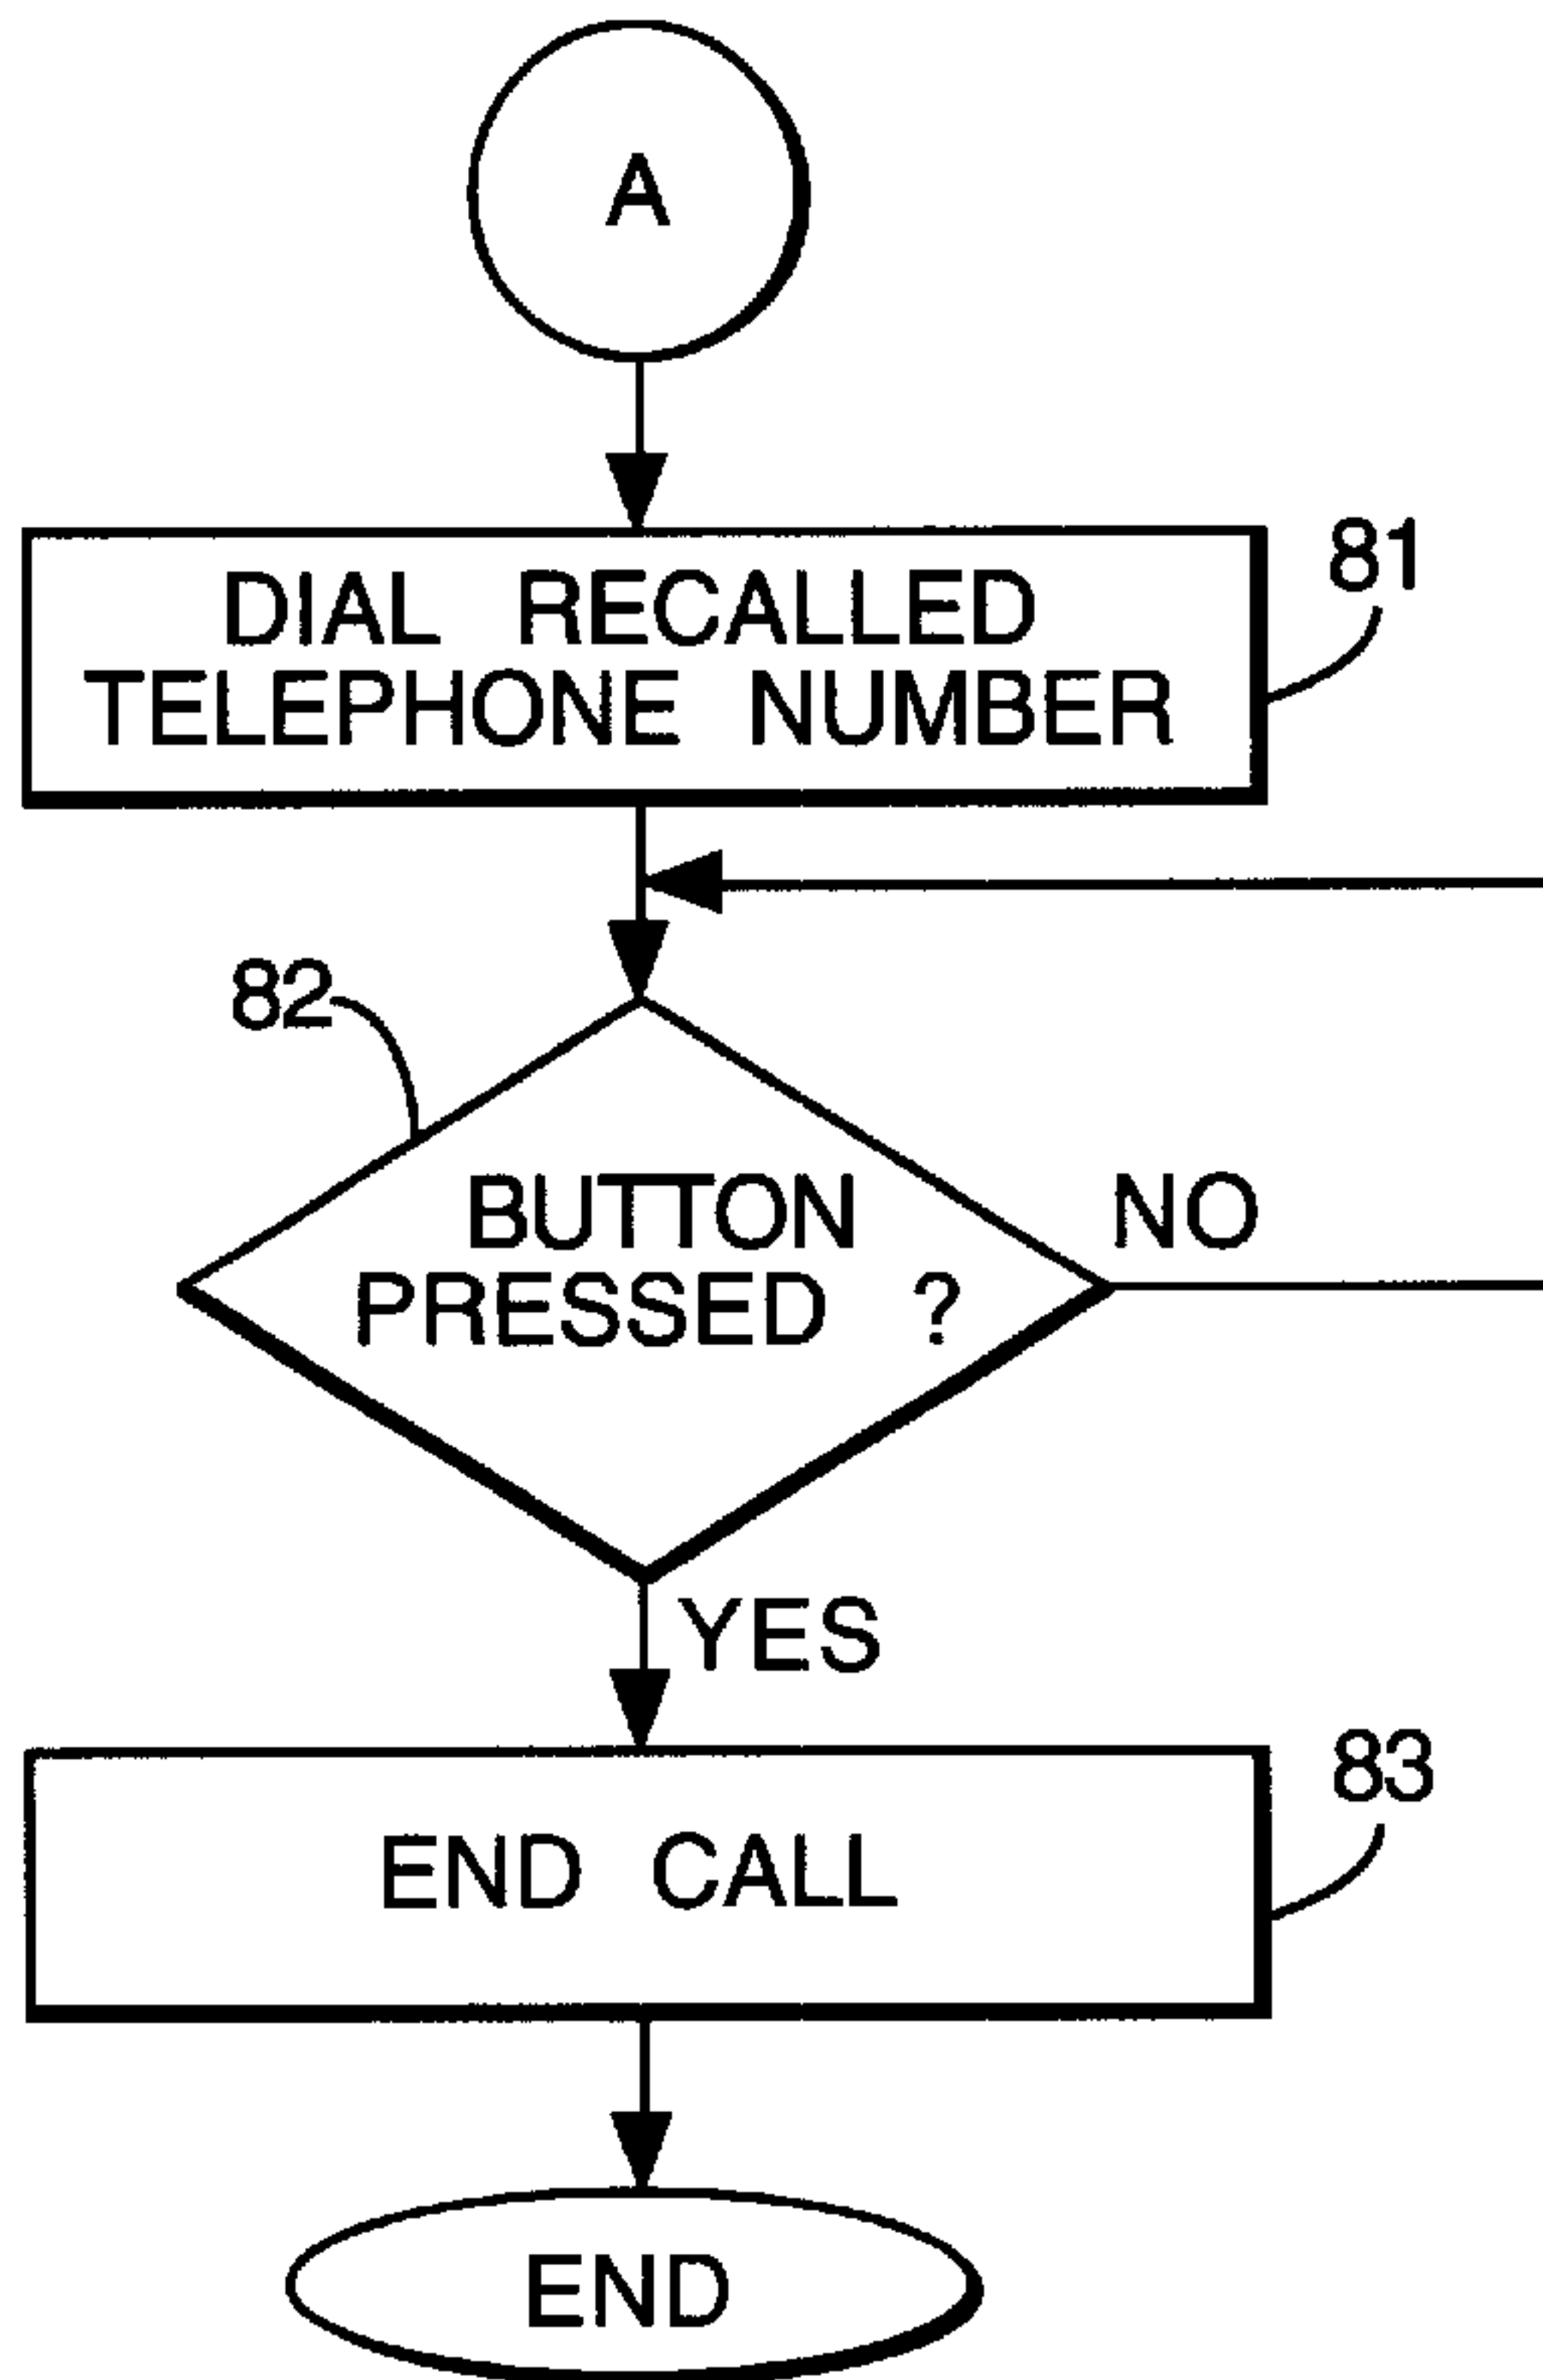 A
DIAL RECALLED
TELEPHONE NUMBER
81
82
BUTTON
PRESSED ?
NO
YES
END CALL
83
END